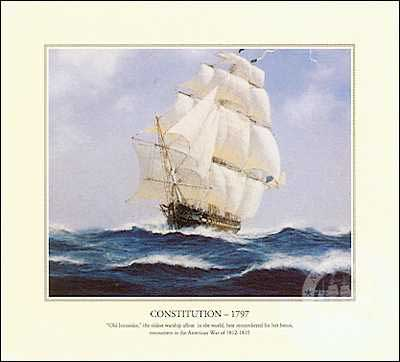 CONSTITUTION – 1797
"Old Ironsides," the oldest warship afloat in the world, best remembered for her heroic
encounters in the American War of 1812-1815